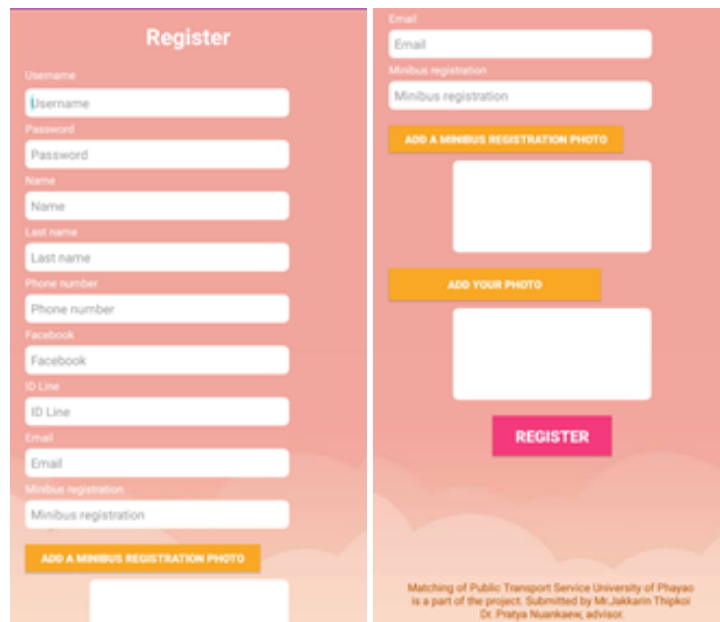 Register
Username
Username
Password
Password
Name
Name
Last name
Last name
Phone number
Phone number
Facebook
Facebook
ID Line
ID Line
Email
Email
Minibus registration
Minibus registration
ADD A MINIBUS REGISTRATION PHOTO
Email
Email
Minibus registration
Minibus registration
ADD A MINIBUS REGISTRATION PHOTO
ADD YOUR PHOTO
REGISTER
Matching of Public Transport Service University of Phayao
is a part of the project. Submitted by Mr.Jakkarin Thipkoi
Dr. Pratya Nuankaew, advisor.